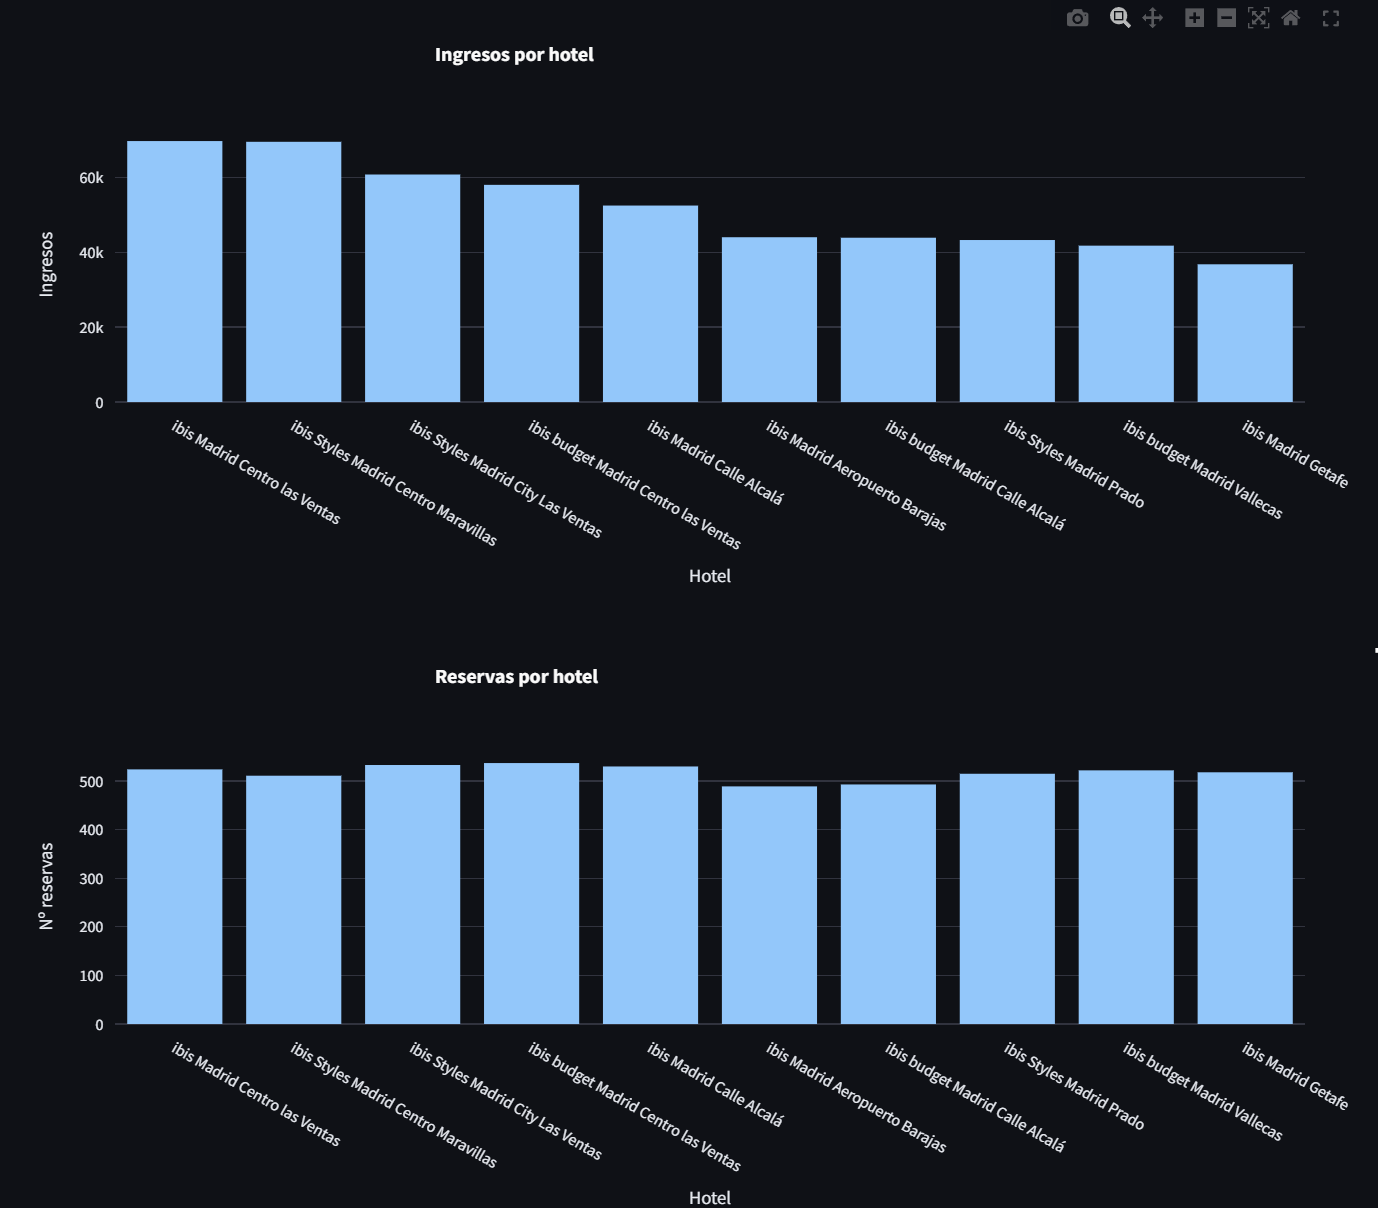 Ingresos por hotel
Ingresos
60k
40k
20k
0
ibis Madrid Centro las Ventas
ibis Styles Madrid Centro Maravillas
ibis Styles Madrid City Las Ventas
ibis budget Madrid Centro las Ventas
ibis Madrid Calle Alcalá
ibis Madrid Aeropuerto Barajas
ibis budget Madrid Calle Alcalá
ibis Styles Madrid Prado
ibis budget Madrid Vallecas
ibis Madrid Getafe
Hotel
Reservas por hotel
Nº reservas
500
400
300
200
100
0
ibis Madrid Centro las Ventas
ibis Styles Madrid Centro Maravillas
ibis Styles Madrid City Las Ventas
ibis budget Madrid Centro las Ventas
ibis Madrid Calle Alcalá
ibis Madrid Aeropuerto Barajas
ibis budget Madrid Calle Alcalá
ibis Styles Madrid Prado
ibis budget Madrid Vallecas
ibis Madrid Getafe
Hotel